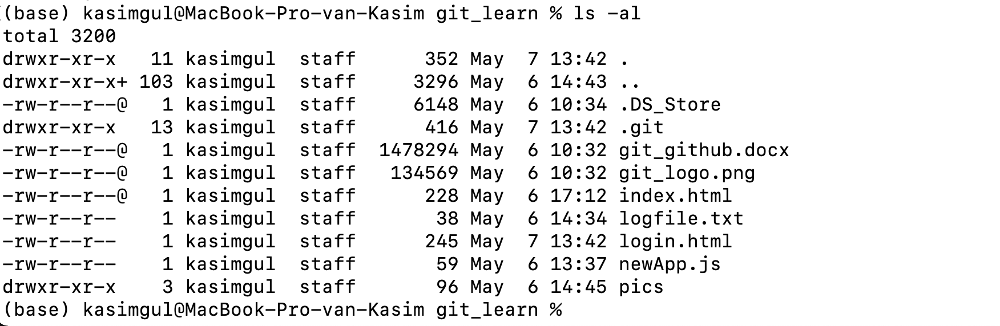 (base) kasimgul@MacBook-Pro-van-Kasim git_learn % ls -al
total 3200
drwxr-xr-x   11 kasimgul  staff      352 May  7 13:42 .
drwxr-xr-x+ 103 kasimgul  staff     3296 May  6 14:43 ..
-rw-r--r--@   1 kasimgul  staff     6148 May  6 10:34 .DS_Store
drwxr-xr-x   13 kasimgul  staff      416 May  7 13:42 .git
-rw-r--r--@   1 kasimgul  staff  1478294 May  6 10:32 git_github.docx
-rw-r--r--@   1 kasimgul  staff   134569 May  6 10:32 git_logo.png
-rw-r--r--@   1 kasimgul  staff      228 May  6 17:12 index.html
-rw-r--r--    1 kasimgul  staff       38 May  6 14:34 logfile.txt
-rw-r--r--    1 kasimgul  staff      245 May  7 13:42 login.html
-rw-r--r--    1 kasimgul  staff       59 May  6 13:37 newApp.js
drwxr-xr-x    3 kasimgul  staff       96 May  6 14:45 pics
(base) kasimgul@MacBook-Pro-van-Kasim git_learn %